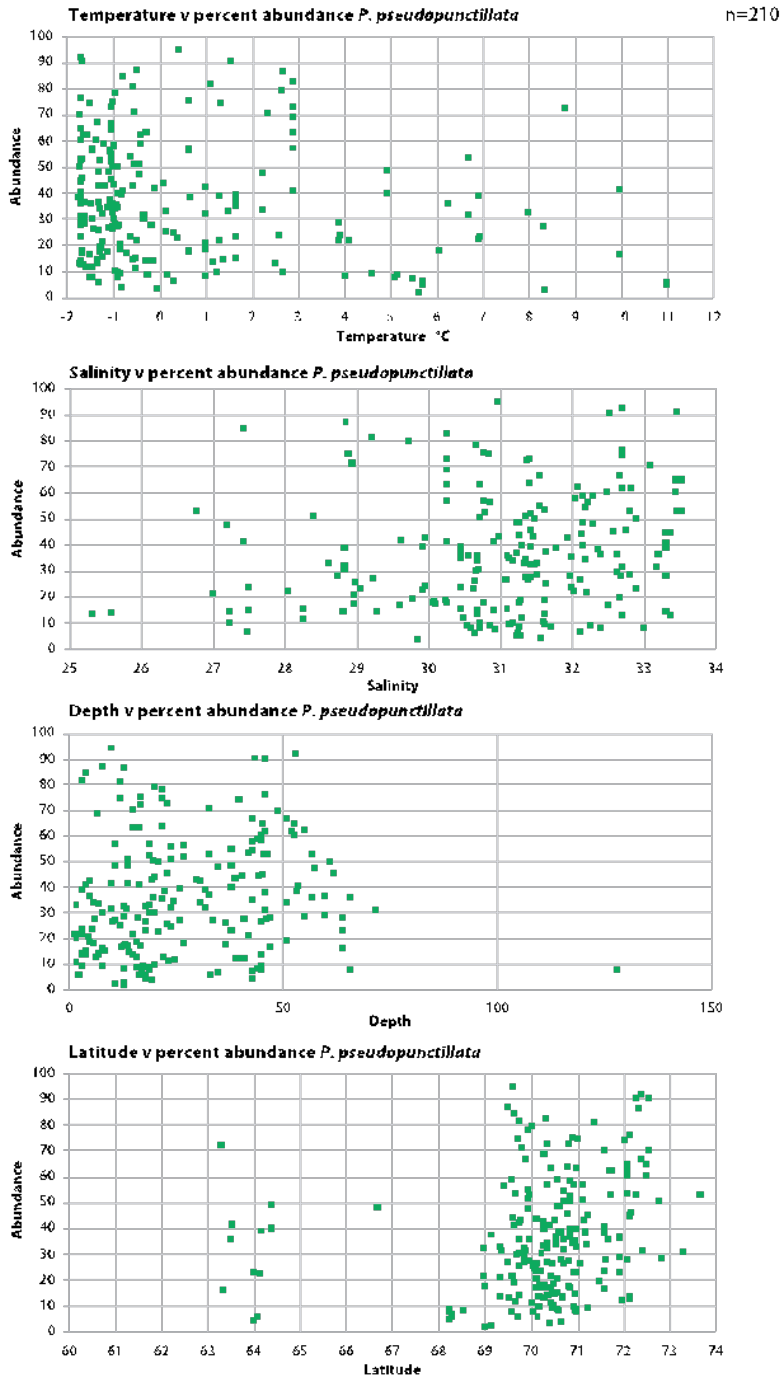 Temperature v percent abundance P. pseudopunctillata n=210
100
90
80
70
60
50
40
30
20
10
0
Abundance
-2 -1 0 1 2 3 4 5 6 7 8 9 10 11 12
Temperature °C
Salinity v percent abundance P. pseudopunctillata
100
90
80
70
60
50
40
30
20
10
0
Abundance
25 26 27 28 29 30 31 32 33 34
Salinity
Depth v percent abundance P. pseudopunctillata
100
90
80
70
60
50
40
30
20
10
0
Abundance
0 50 100 150
Depth
Latitude v percent abundance P. pseudopunctillata
100
90
80
70
60
50
40
30
20
10
0
Abundance
60 61 62 63 64 65 66 67 68 69 70 71 72 73 74
Latitude